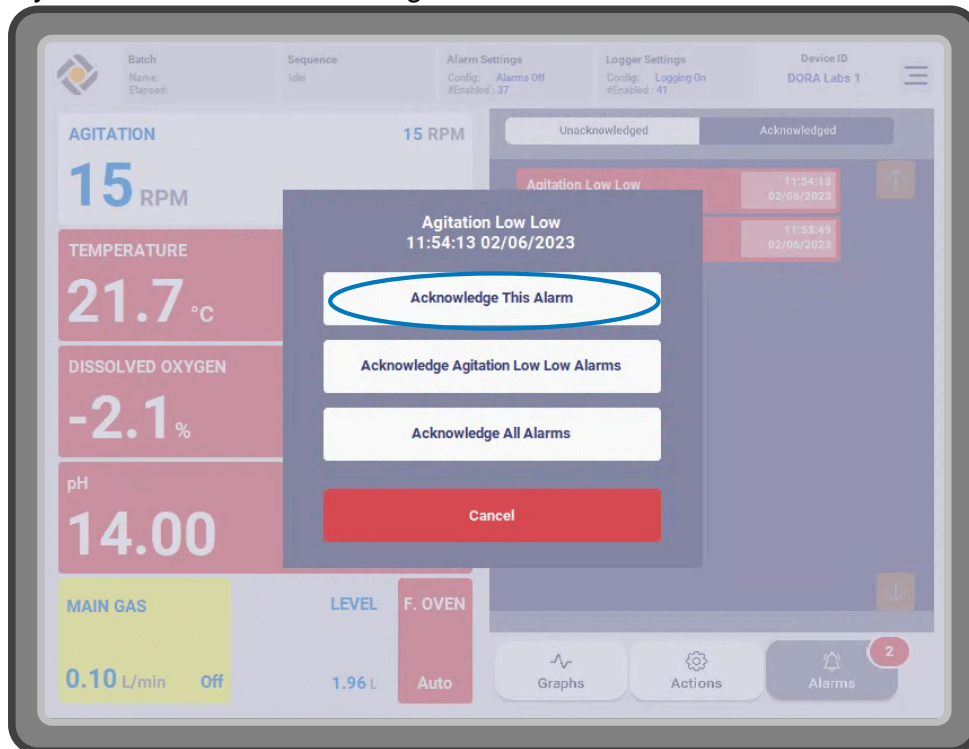 Batch
Name:
Elapsed:
Sequence
Idle
Alarm Settings
Config: Alarms Off
#Enabled : 37
Logger Settings
Config: Logging On
#Enabled : 41
Device ID
DORA Labs 1
AGITATION 15 RPM
15 RPM
TEMPERATURE
21.7 °C
DISSOLVED OXYGEN
-2.1 %
pH
14.00
MAIN GAS
0.10 L/min Off
LEVEL
1.96 L
F. OVEN
Auto
Unacknowledged Acknowledged
Agitation Low Low 11:54:13
02/06/2023
11:53:49
02/06/2023
Agitation Low Low
11:54:13 02/06/2023
Acknowledge This Alarm
Acknowledge Agitation Low Low Alarms
Acknowledge All Alarms
Cancel
Graphs
Actions
Alarms
2